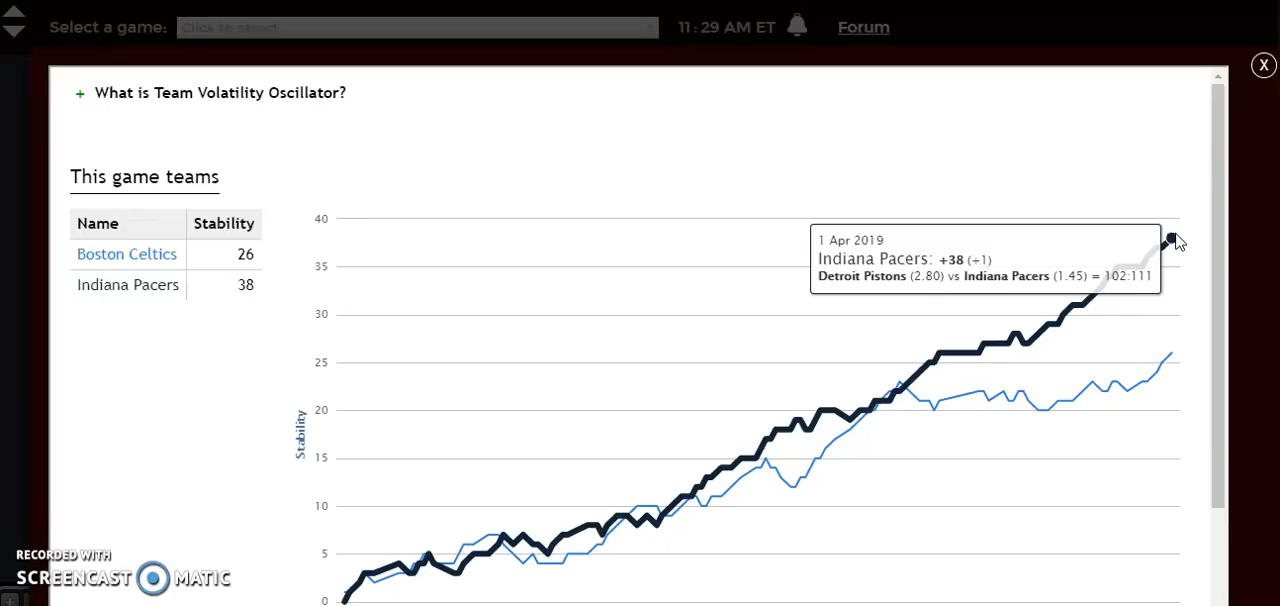 Select a game: Click to select 11:29 AM ET Forum
X
+ What is Team Volatility Oscillator?
This game teams
Name Stability
Boston Celtics 26
Indiana Pacers 38
40
35
30
25
20
15
10
5
0
Stability
1 Apr 2019
Indiana Pacers: +38 (+1)
Detroit Pistons (2.80) vs Indiana Pacers (1.45) = 102:111
RECORDED WITH
SCREENCAST MATIC